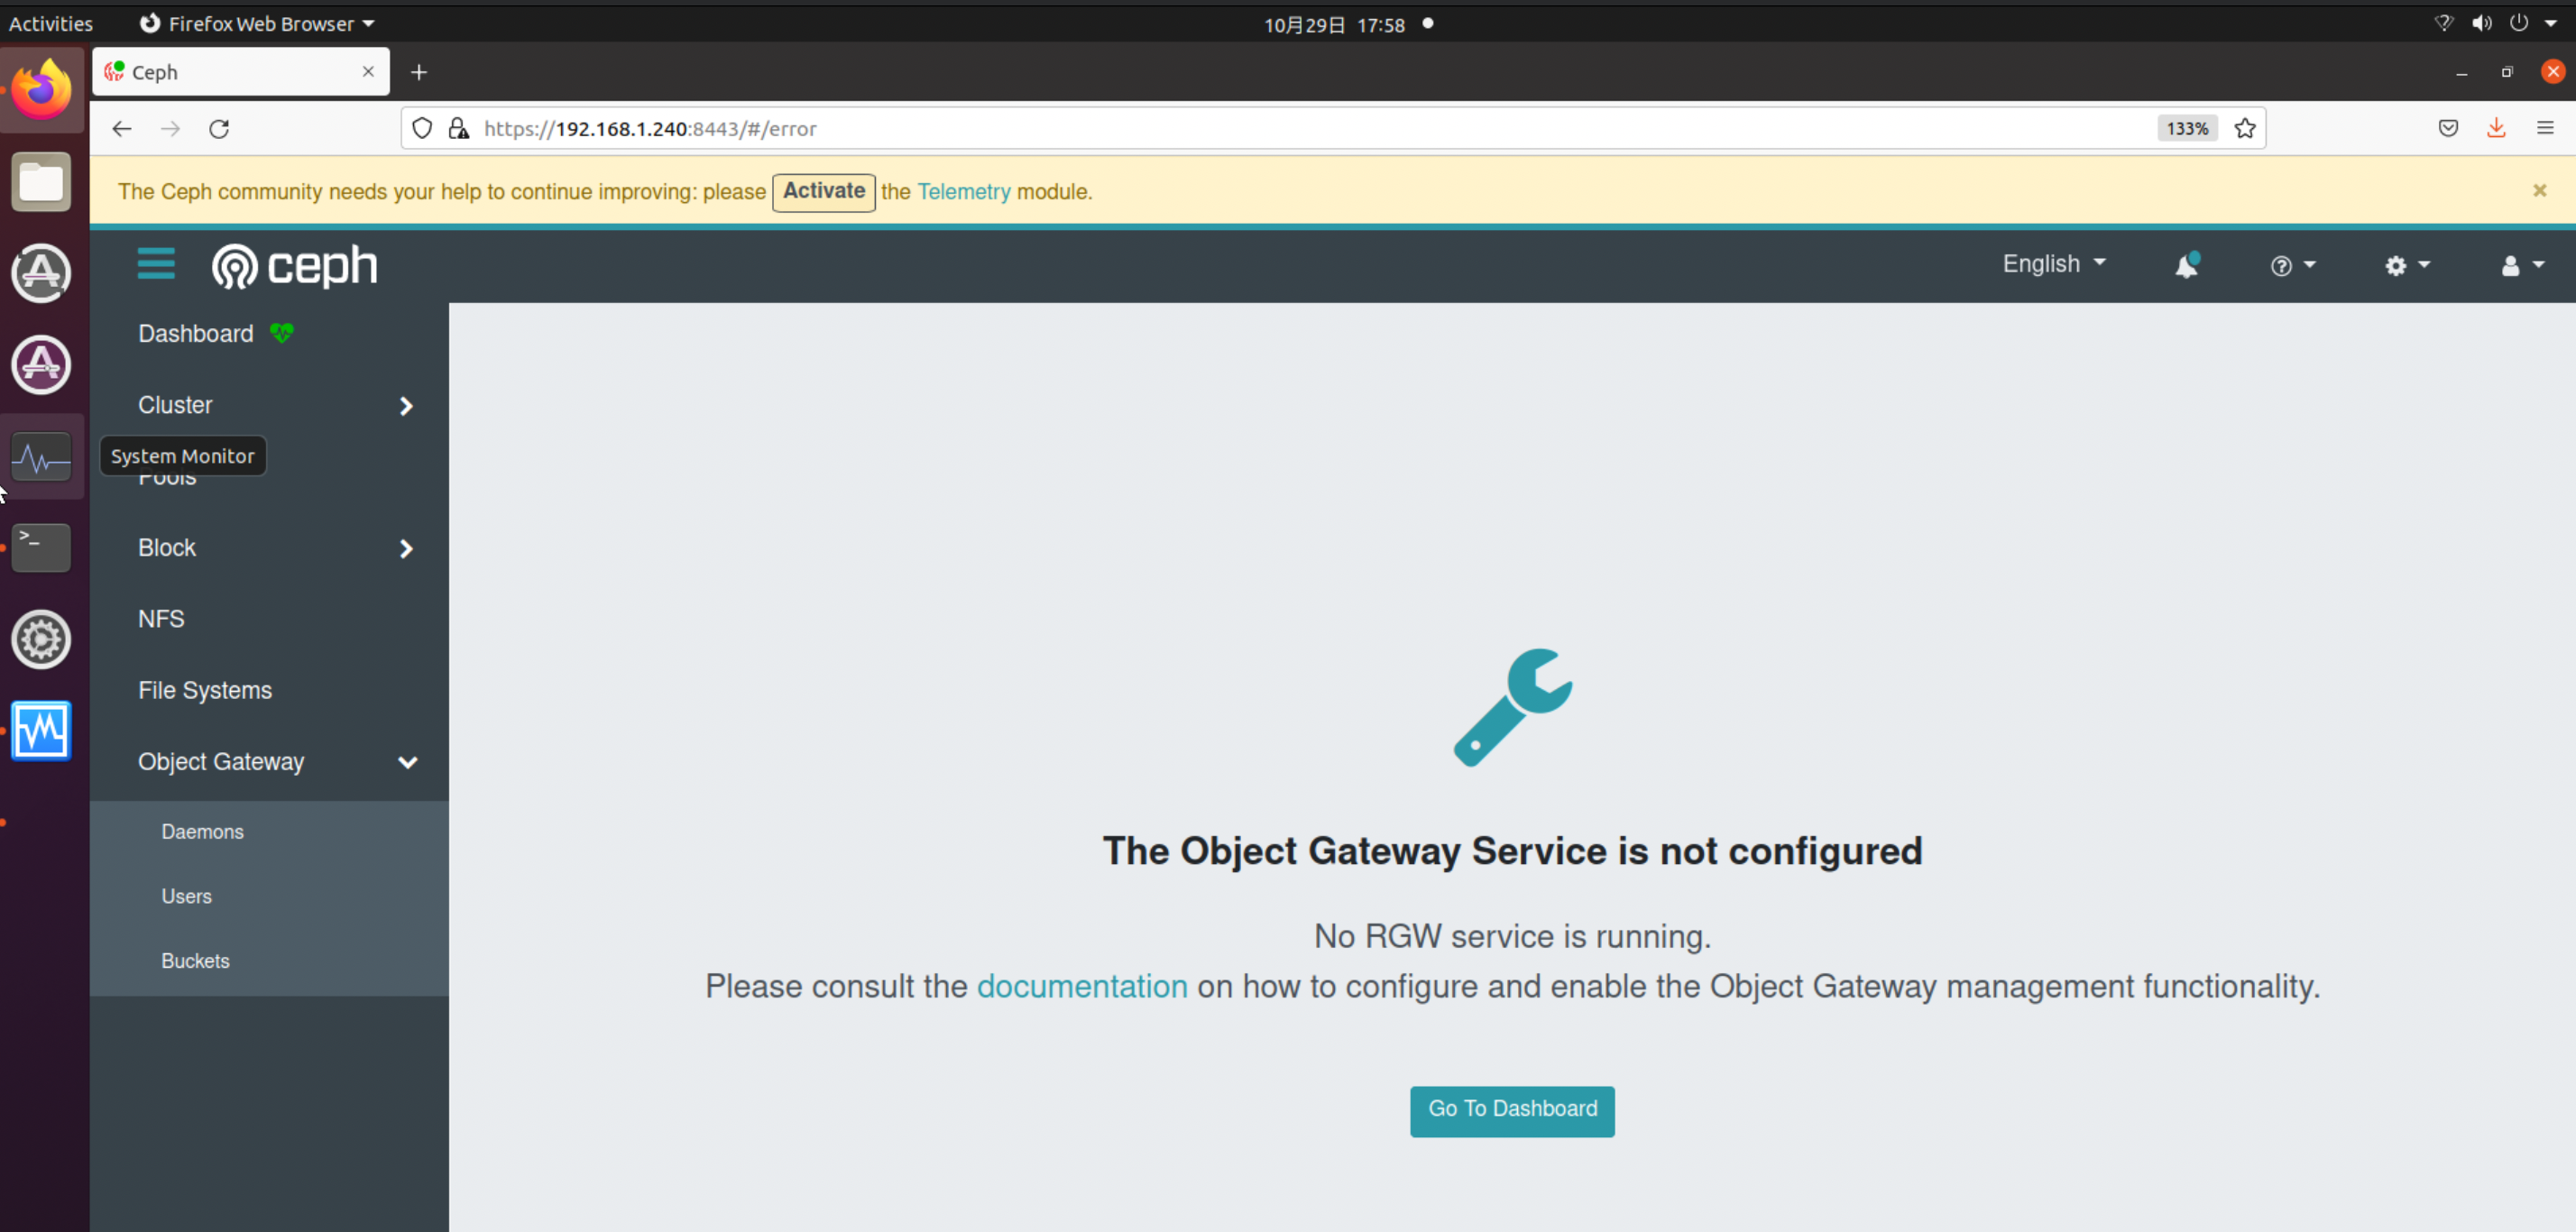 Activities
Firefox Web Browser
10月29日 17:58
Ceph
https://192.168.1.240:8443/#/error
133%
The Ceph community needs your help to continue improving: please Activate the Telemetry module.
ceph
English
Dashboard
Cluster
System Monitor
Pools
Block
NFS
File Systems
Object Gateway
Daemons
Users
Buckets
The Object Gateway Service is not configured
No RGW service is running.
Please consult the documentation on how to configure and enable the Object Gateway management functionality.
Go To Dashboard